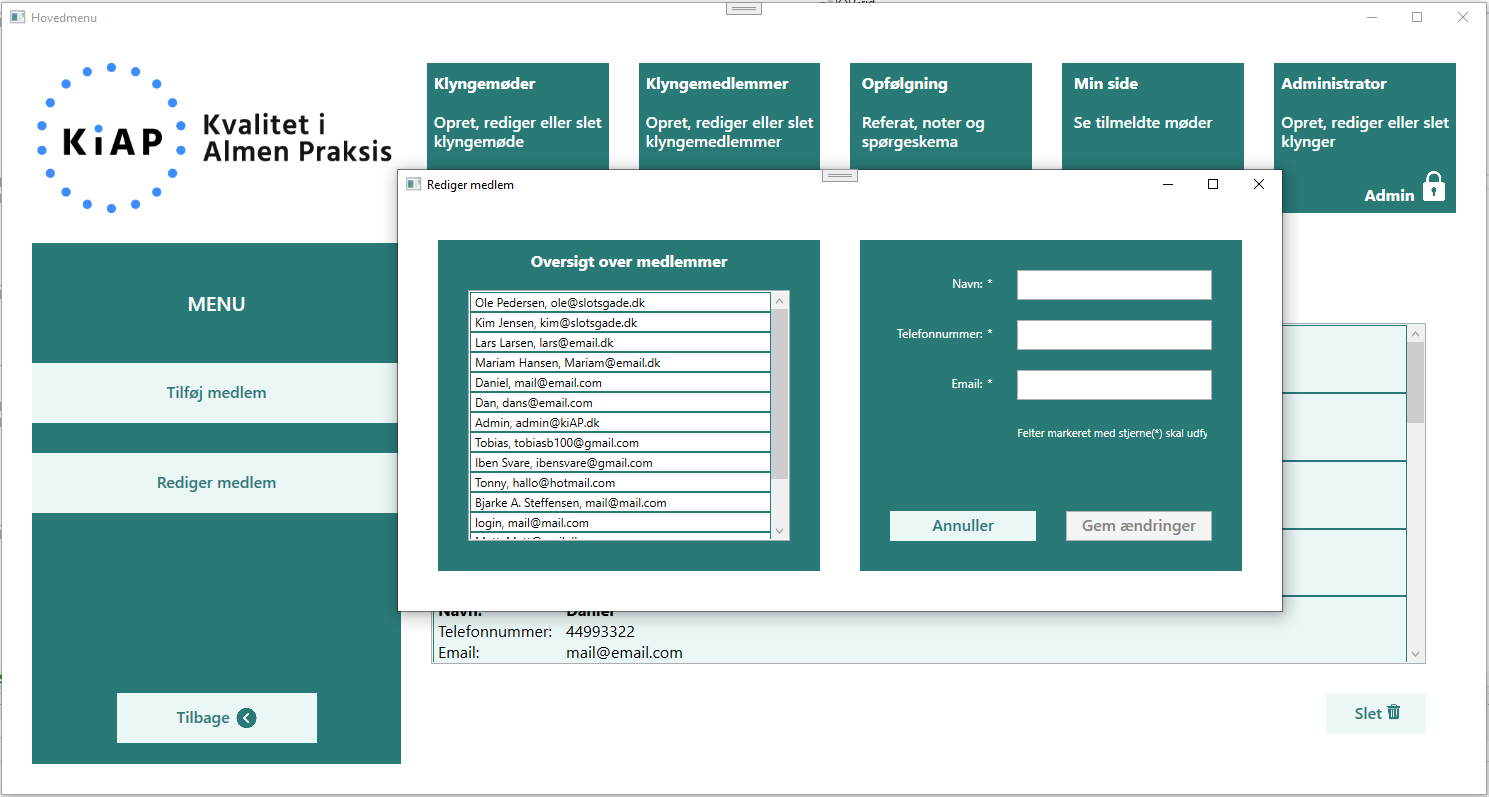 Hovedmenu
KiAP
Kvalitet i
Almen Praksis
Klyngemøder
Opret, rediger eller slet
klyngemøde
Klyngemedlemmer
Opret, rediger eller slet
klyngemedlemmer
Opfølgning
Referat, noter og
spørgeskema
Min side
Se tilmeldte møder
Administrator
Opret, rediger eller slet
klynger
Admin
MENU
Tilføj medlem
Rediger medlem
Tilbage
Rediger medlem
Oversigt over medlemmer
Ole Pedersen, ole@slotsgade.dk
Kim Jensen, kim@slotsgade.dk
Lars Larsen, lars@email.dk
Mariam Hansen, Mariam@email.dk
Daniel, mail@email.com
Dan, dans@email.com
Admin, admin@kiAP.dk
Tobias, tobiasb100@gmail.com
Iben Svare, ibensvare@gmail.com
Tonny, hallo@hotmail.com
Bjarke A. Steffensen, mail@mail.com
login, mail@mail.com
Navn: *
Telefonnummer: *
Email: *
Felter markeret med stjerne(*) skal udfy
Annuller
Gem ændringer
Navn: Daniel
Telefonnummer: 44993322
Email: mail@email.com
Slet